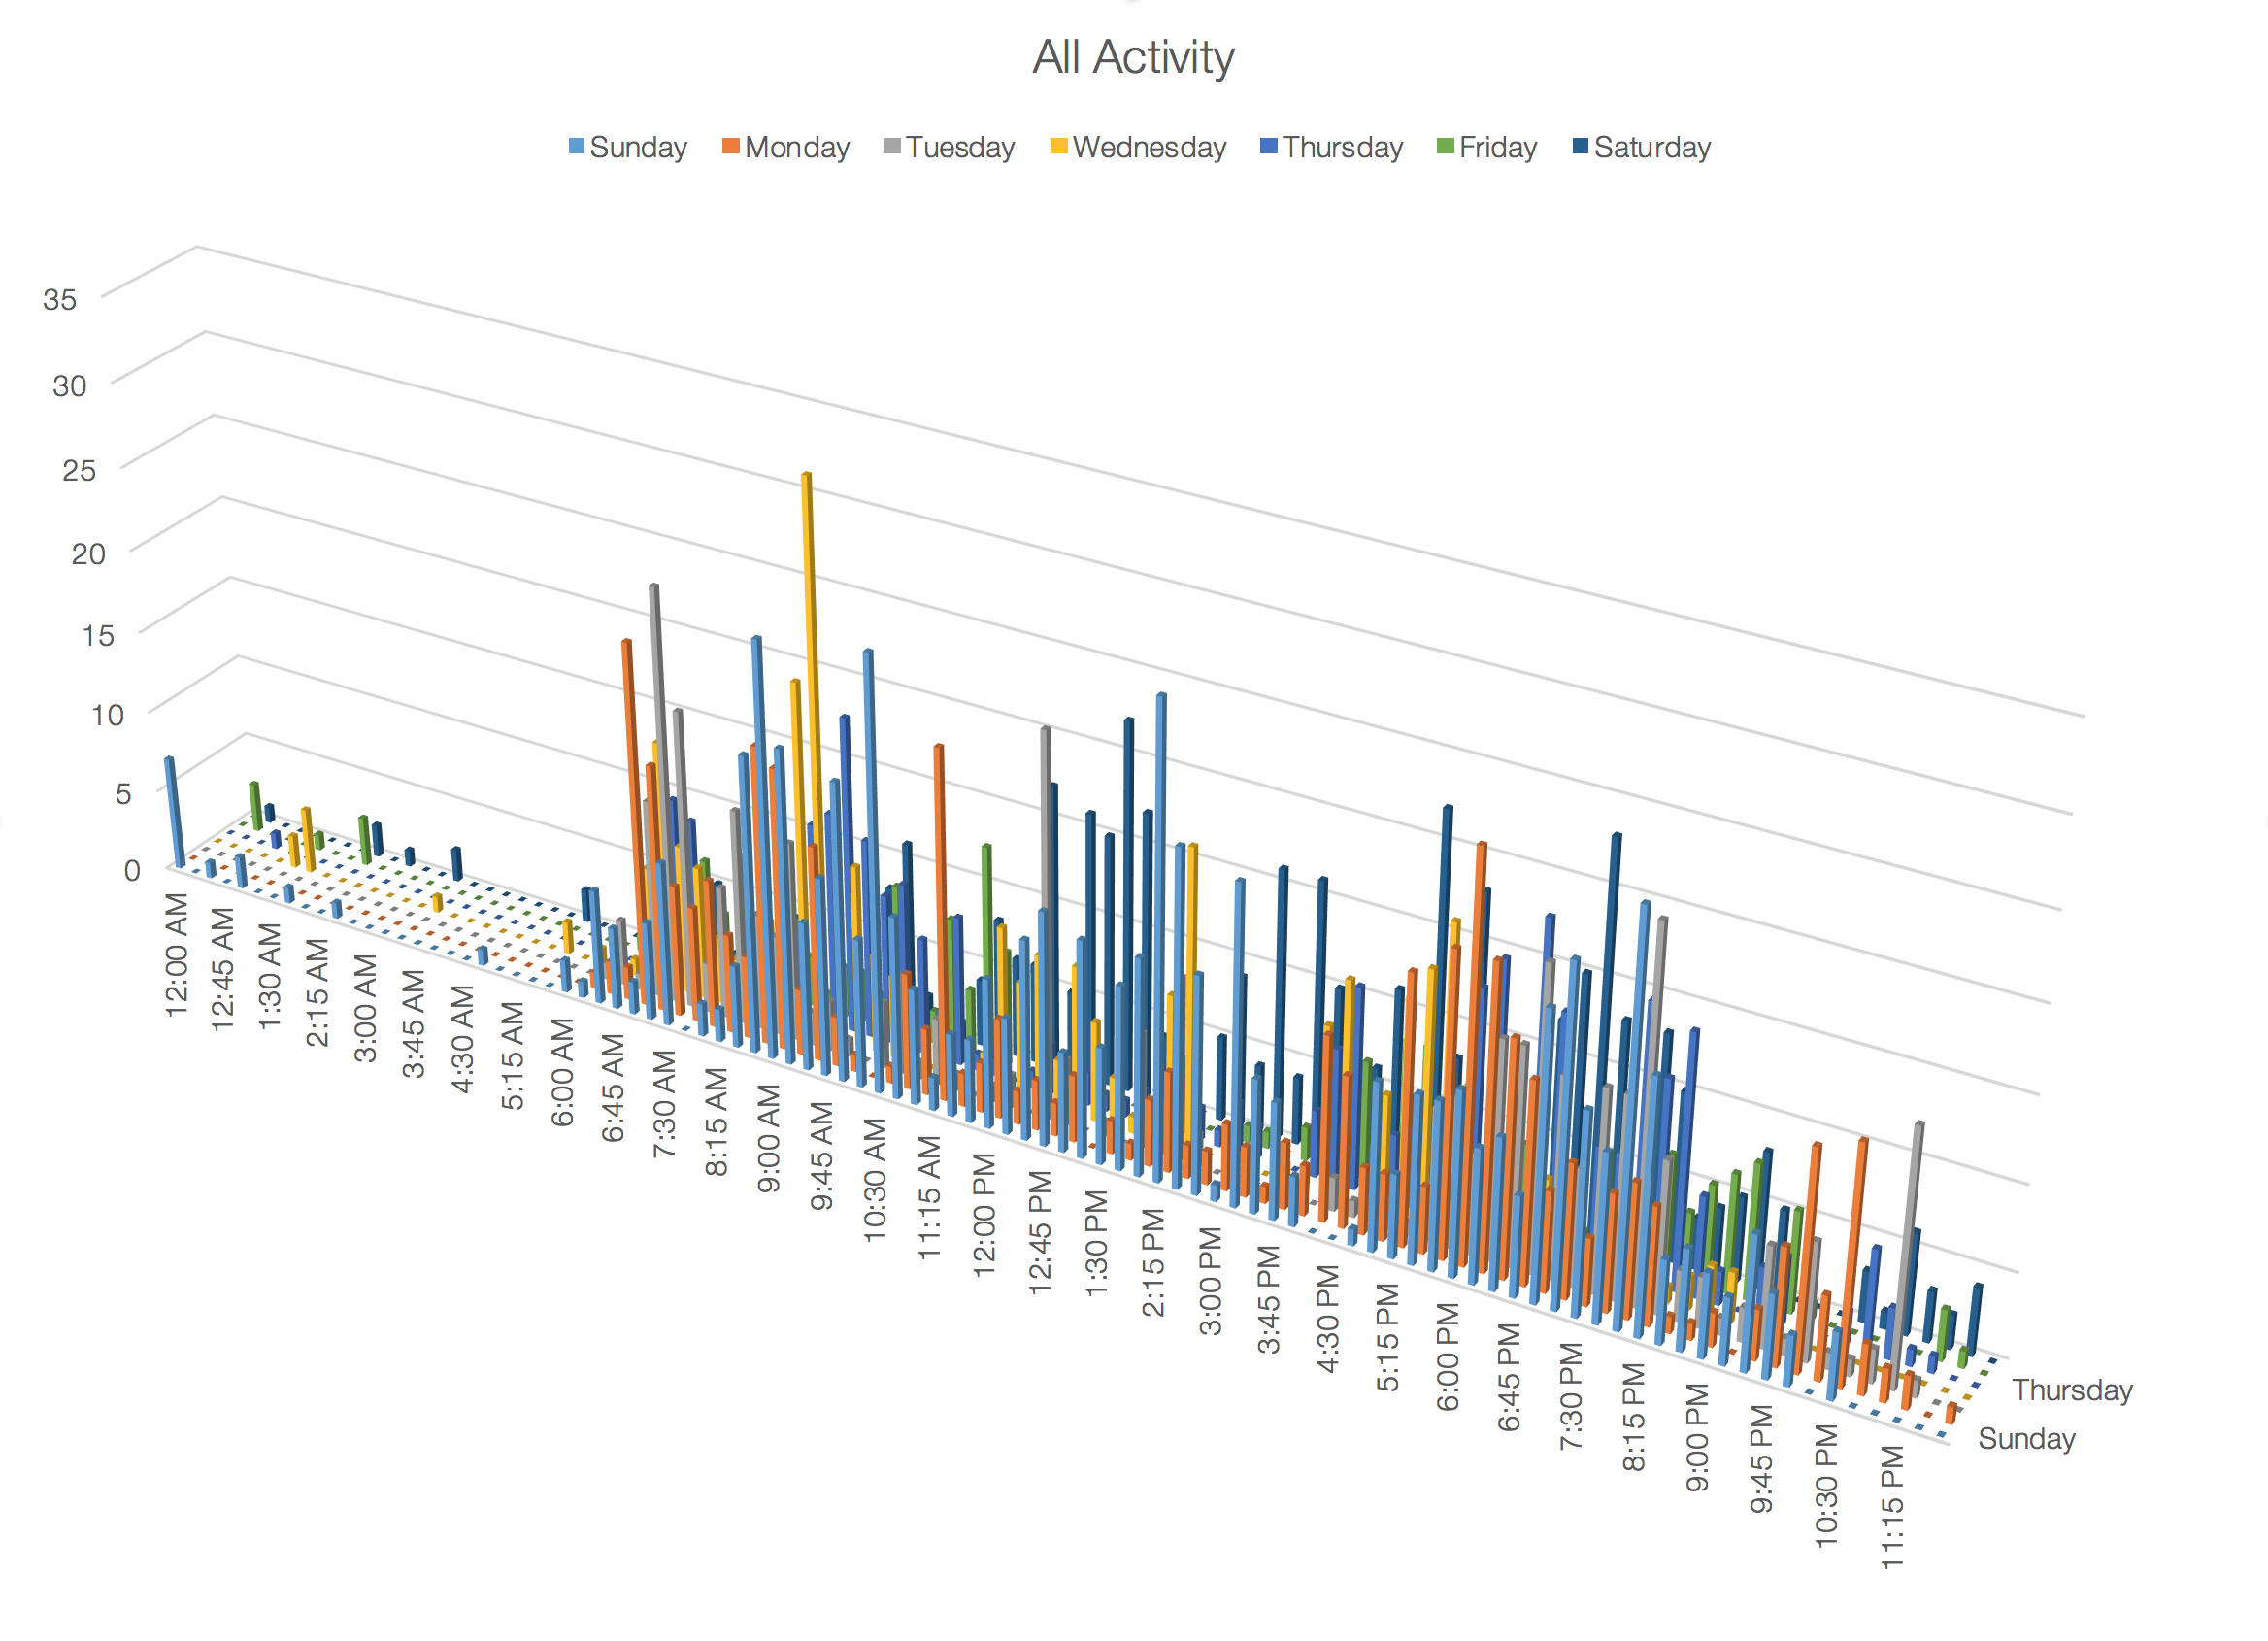 All Activity
Sunday Monday Tuesday Wednesday Thursday Friday Saturday
35
30
25
20
15
10
5
0
12:00 AM
12:45 AM
1:30 AM
2:15 AM
3:00 AM
3:45 AM
4:30 AM
5:15 AM
6:00 AM
6:45 AM
7:30 AM
8:15 AM
9:00 AM
9:45 AM
10:30 AM
11:15 AM
12:00 PM
12:45 PM
1:30 PM
2:15 PM
3:00 PM
3:45 PM
4:30 PM
5:15 PM
6:00 PM
6:45 PM
7:30 PM
8:15 PM
9:00 PM
9:45 PM
10:30 PM
11:15 PM
Thursday
Sunday